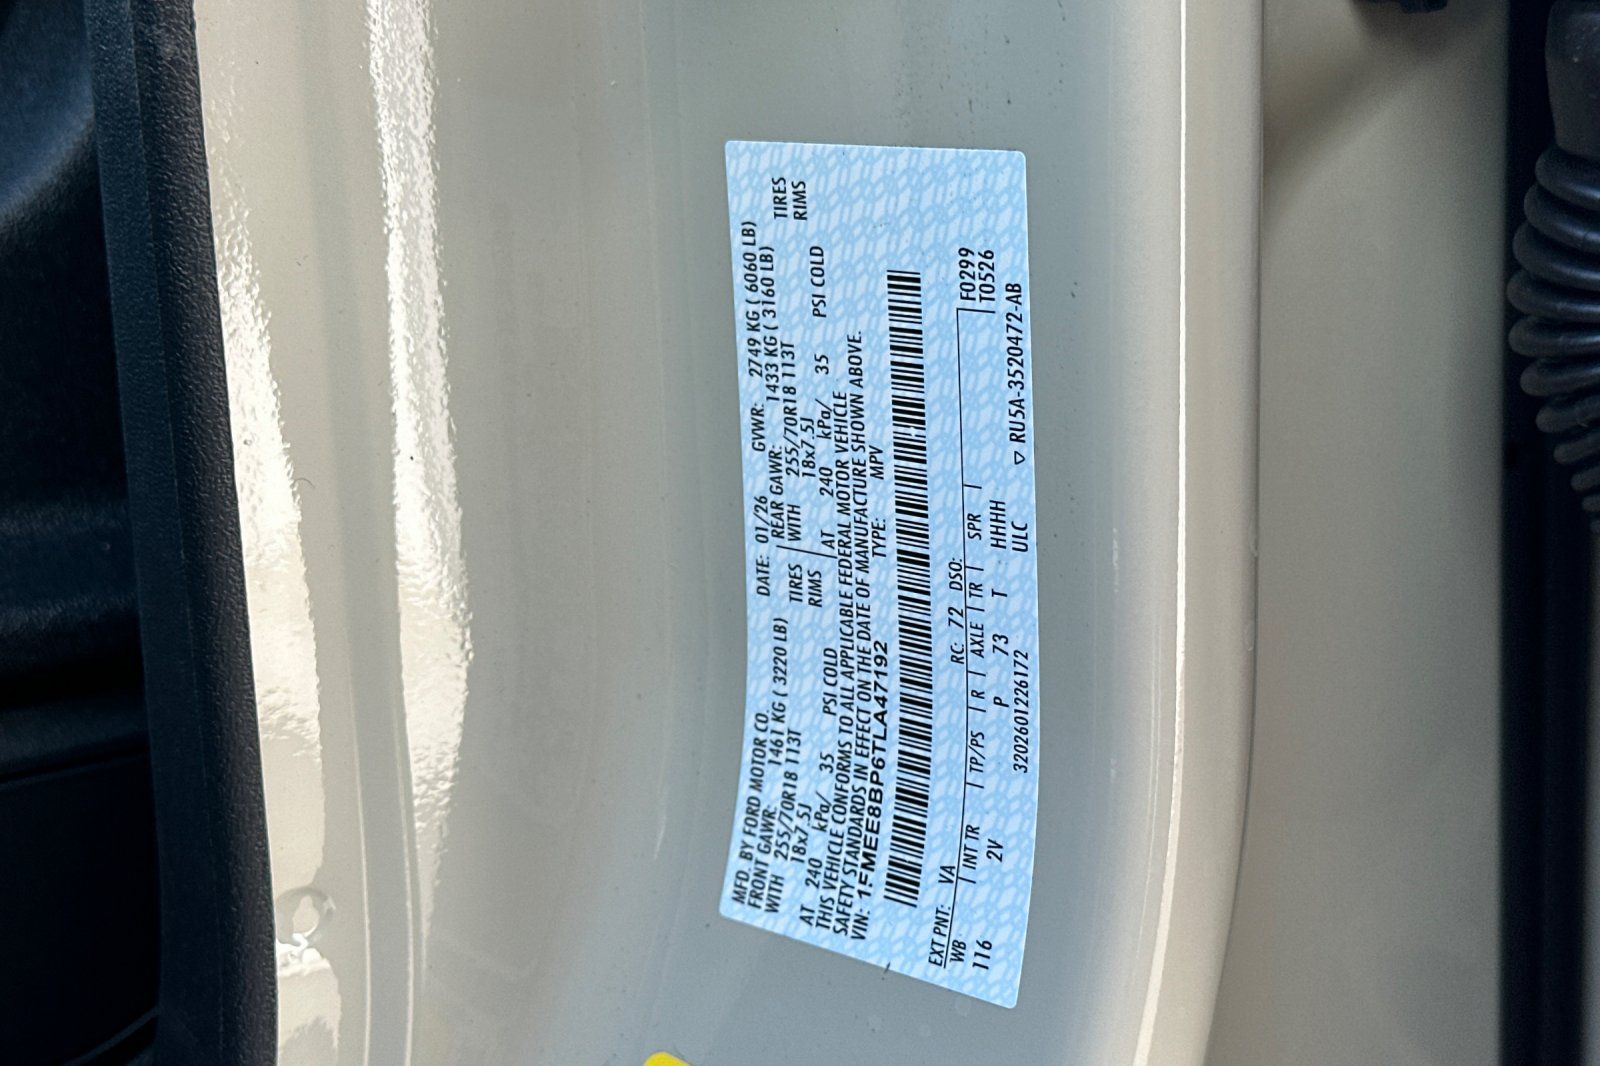 MFD. BY FORD MOTOR CO. DATE: 01/26 GVWR: 2749 KG ( 6060 LB)
FRONT GAWR: 1461 KG ( 3220 LB) REAR GAWR: 1433 KG ( 3160 LB)
WITH 255/70R18 113T TIRES WITH 255/70R18 113T TIRES
18x7.5J RIMS 18x7.5J RIMS
AT 240 kPa/ 35 PSI COLD AT 240 kPa/ 35 PSI COLD
THIS VEHICLE CONFORMS TO ALL APPLICABLE FEDERAL MOTOR VEHICLE
SAFETY STANDARDS IN EFFECT ON THE DATE OF MANUFACTURE SHOWN ABOVE.
VIN: 1FMEE8BP6TLA47192 TYPE: MPV
EXT PNT: VA RC: 72 DSO: F0299
WB INT TR TP/PS R AXLE TR SPR T0526
116 2V P 73 T HHHH
3202601226172 ULC ▽ RU5A-3520472-AB